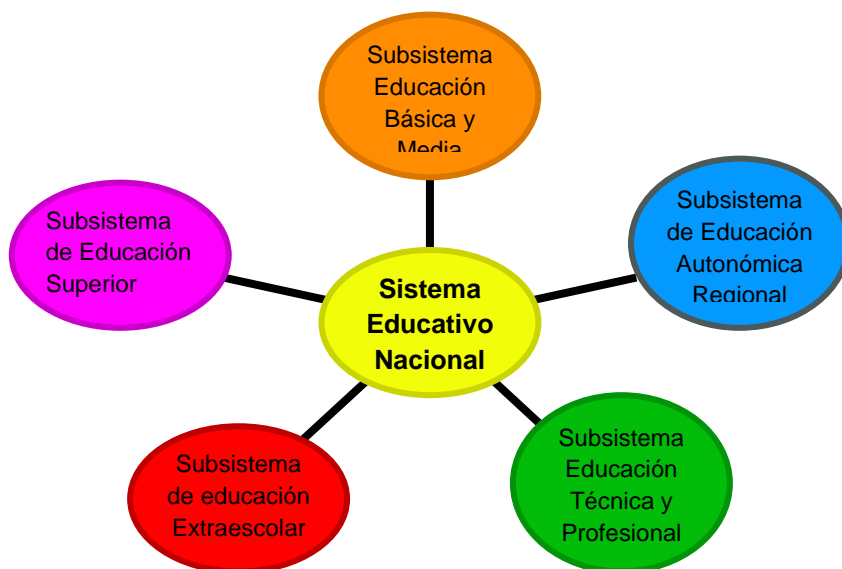 Subsistema
Educación
Básica y
Media
Subsistema
de Educación
Superior
Subsistema
de Educación
Autonómica
Regional
Sistema
Educativo
Nacional
Subsistema
de educación
Extraescolar
Subsistema
Educación
Técnica y
Profesional